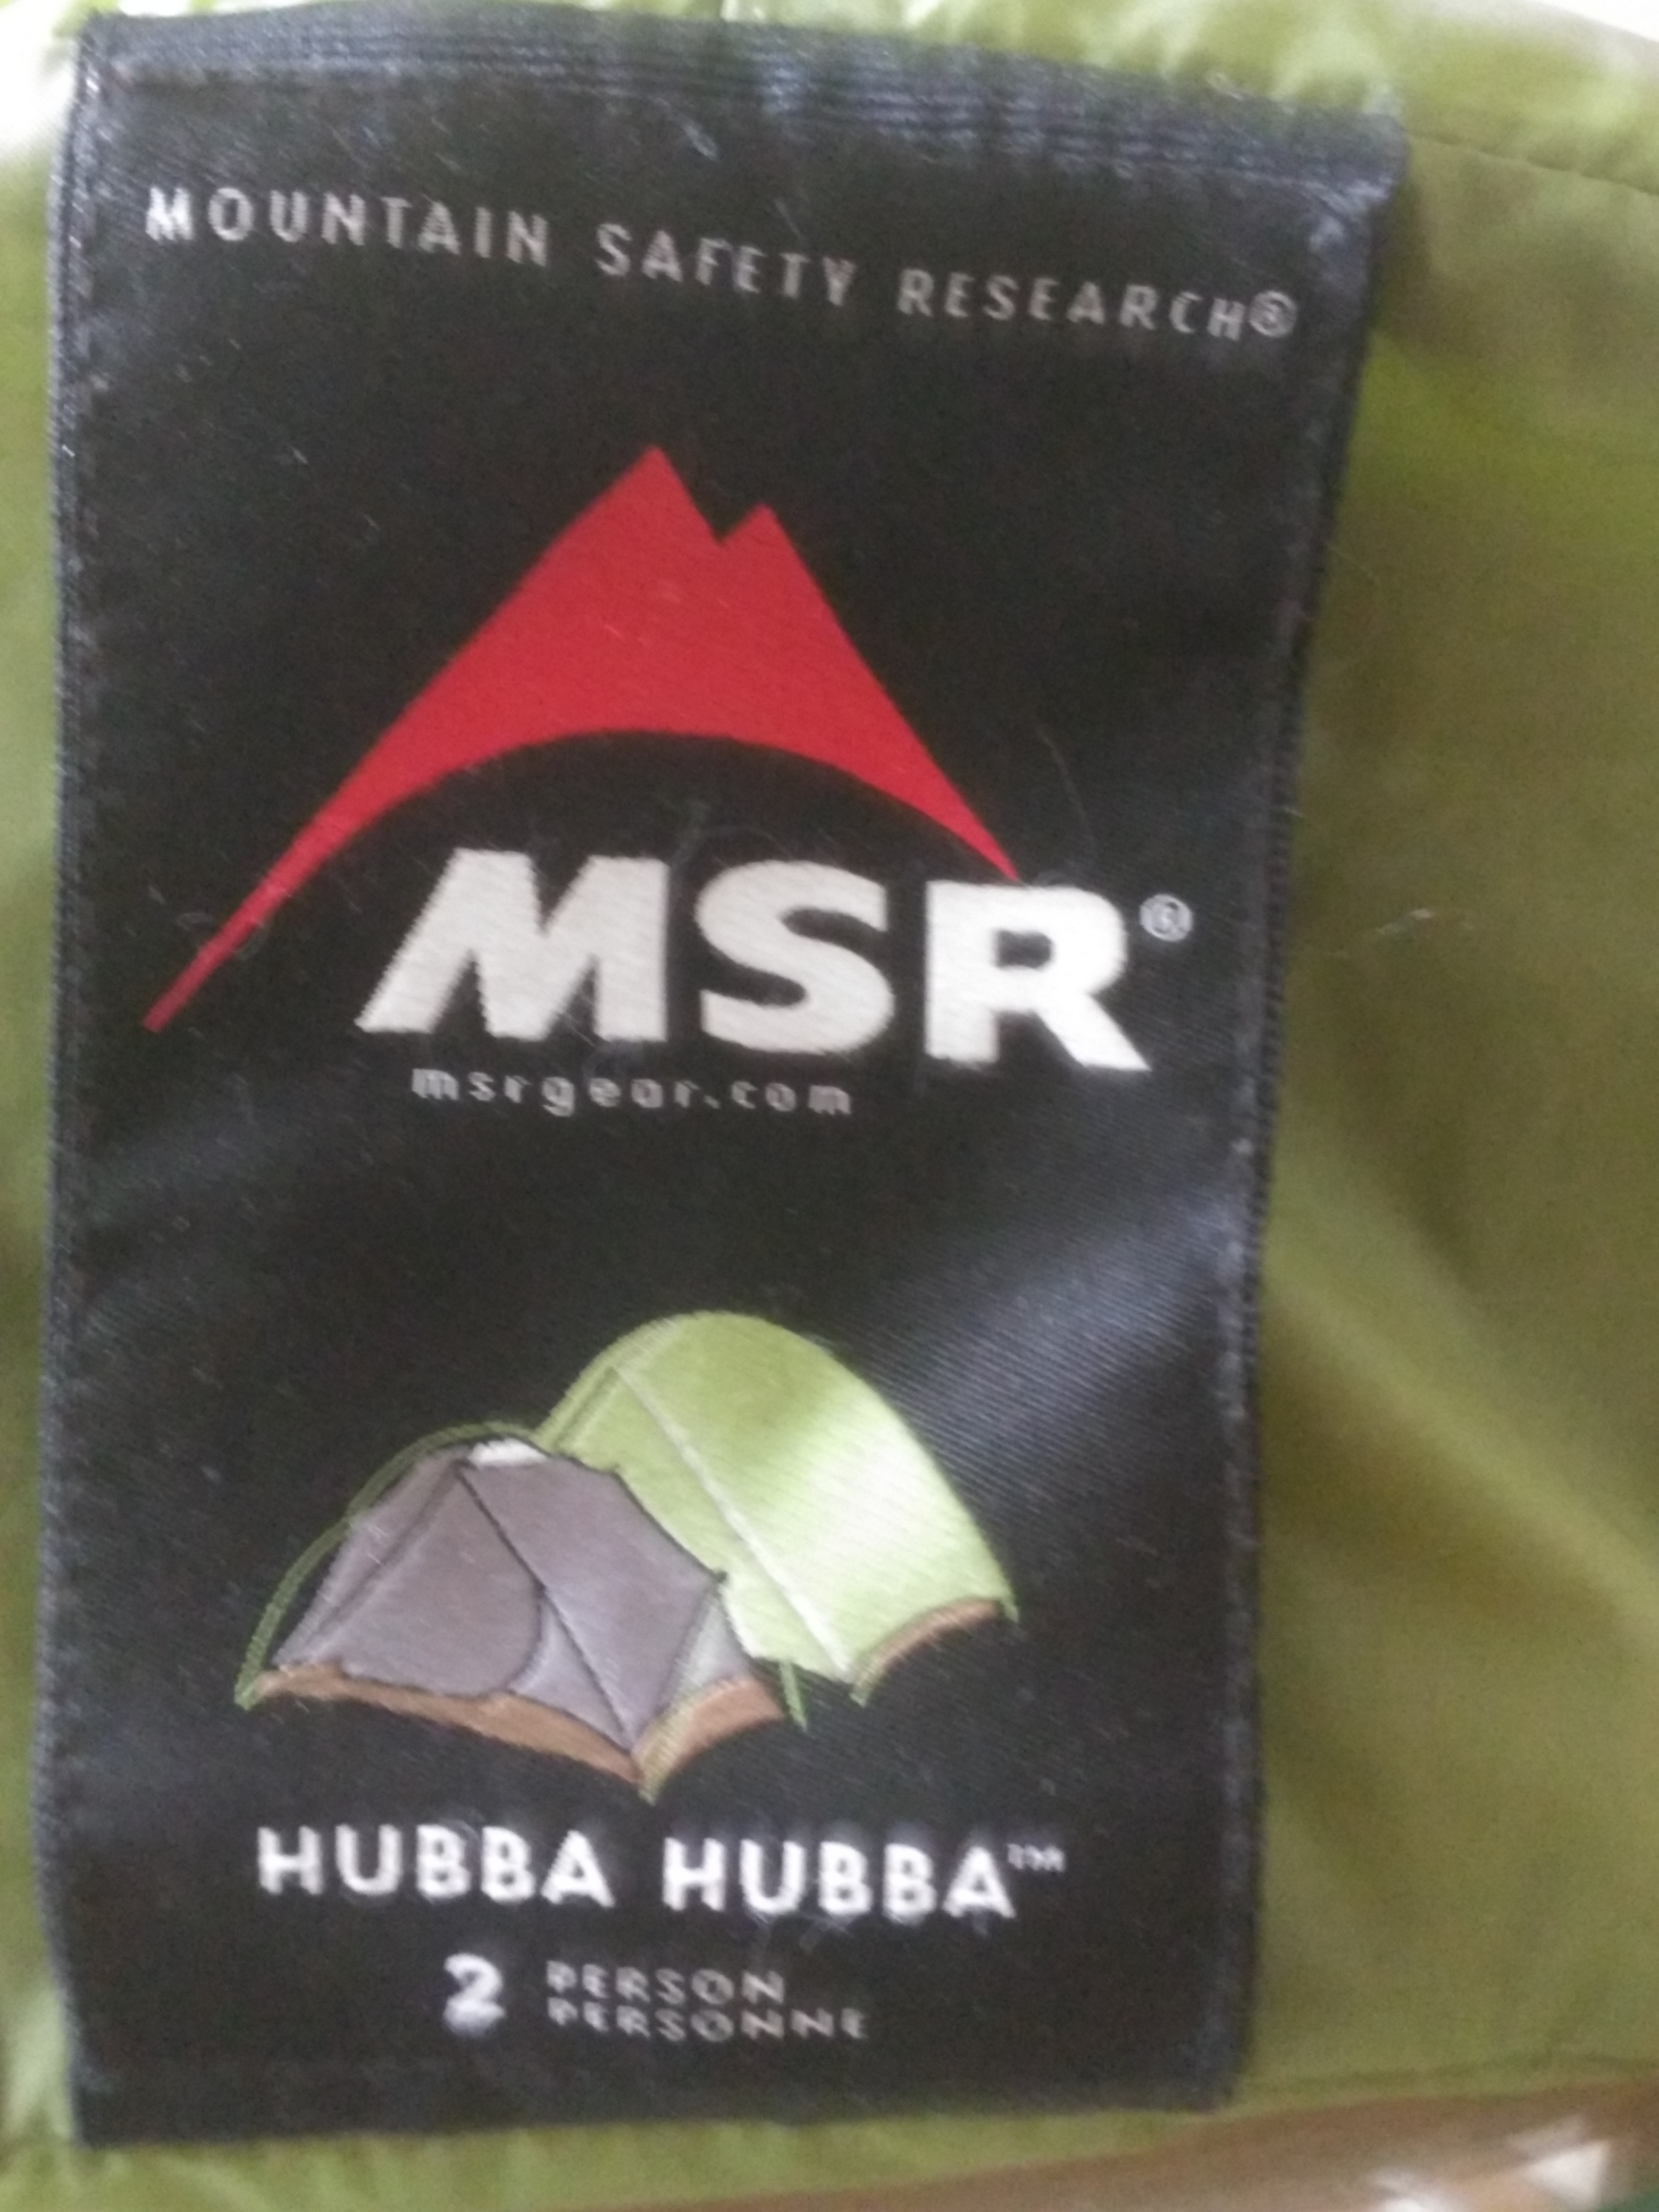 MOUNTAIN SAFETY RESEARCH®
MSR®
msrgear.com
HUBBA HUBBA™
2 PERSON
PERSONNE